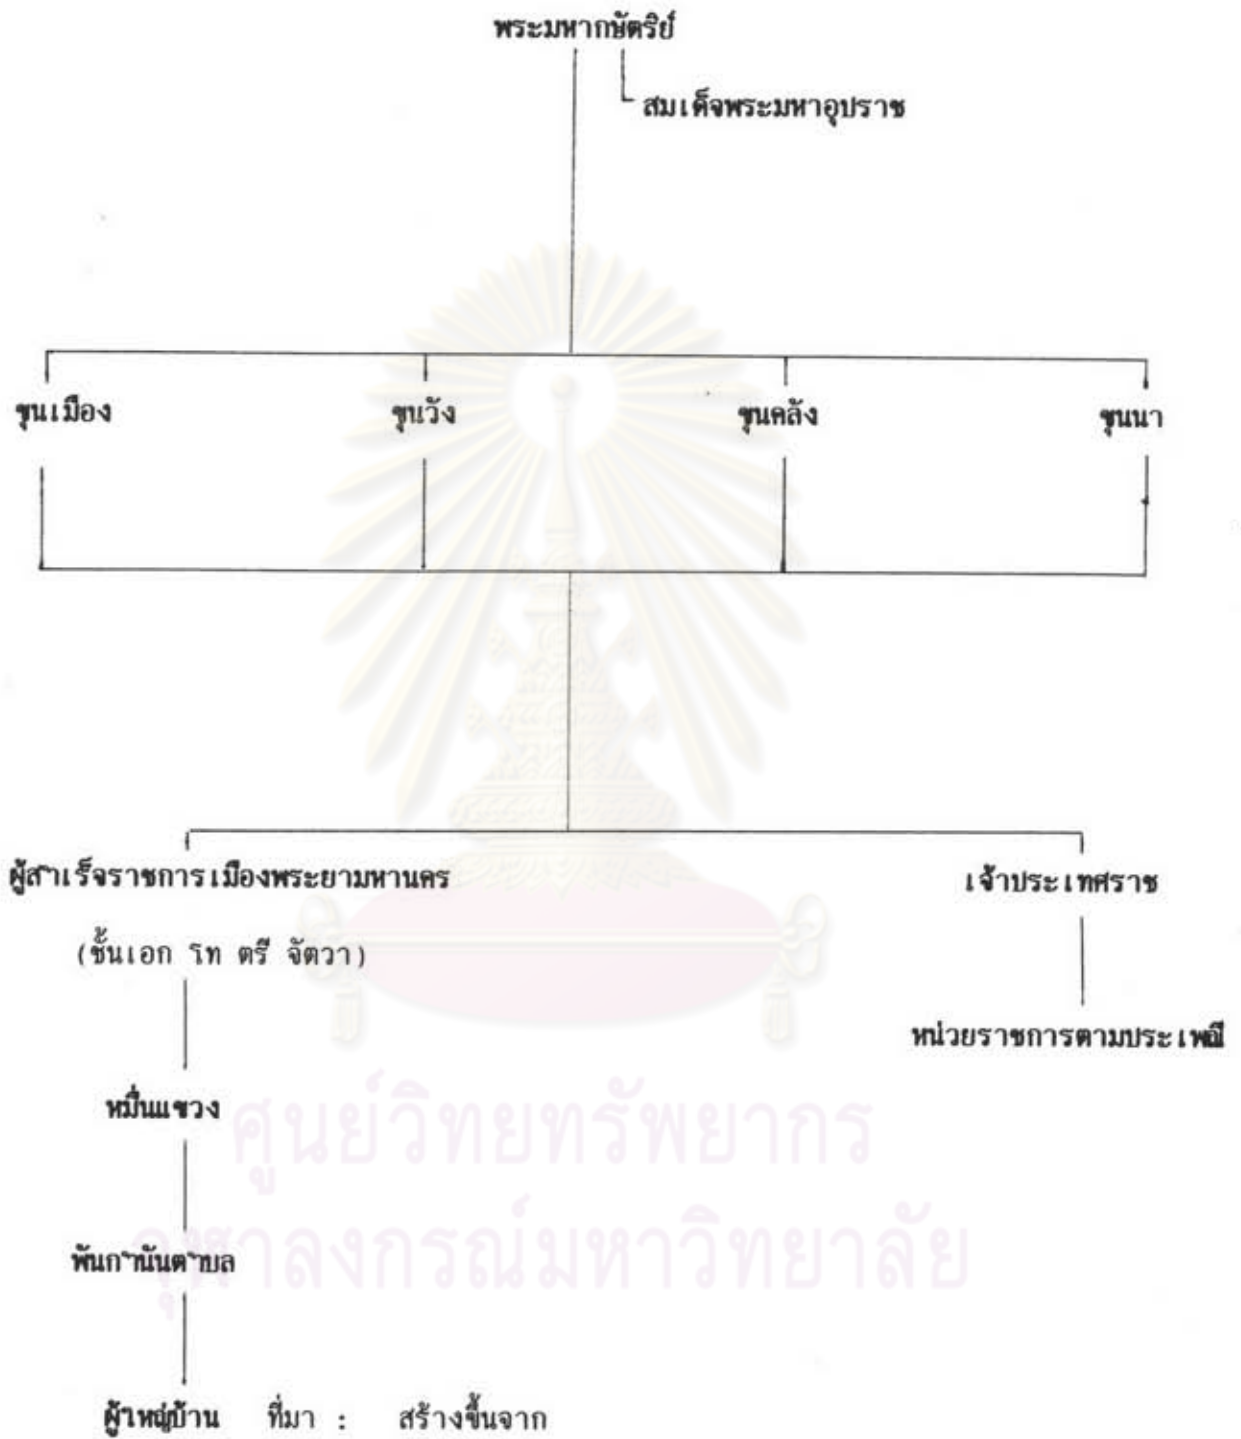 พระมหากษัตริย์
สมเด็จพระมหาอุปราช
ขุนเมือง ขุนวัง ขุนคลัง ขุนนา
ผู้สำเร็จราชการเมืองพระยามหานคร เจ้าประเทศราช
(ชั้นเอก โท ตรี จัตวา)
หน่วยราชการตามประเพณี
หมื่นแขวง
ศูนย์วิทยทรัพยากร
จุฬาลงกรณ์มหาวิทยาลัย
พันกำนันตำบล
ผู้ใหญ่บ้าน ที่มา : สร้างขึ้นจาก